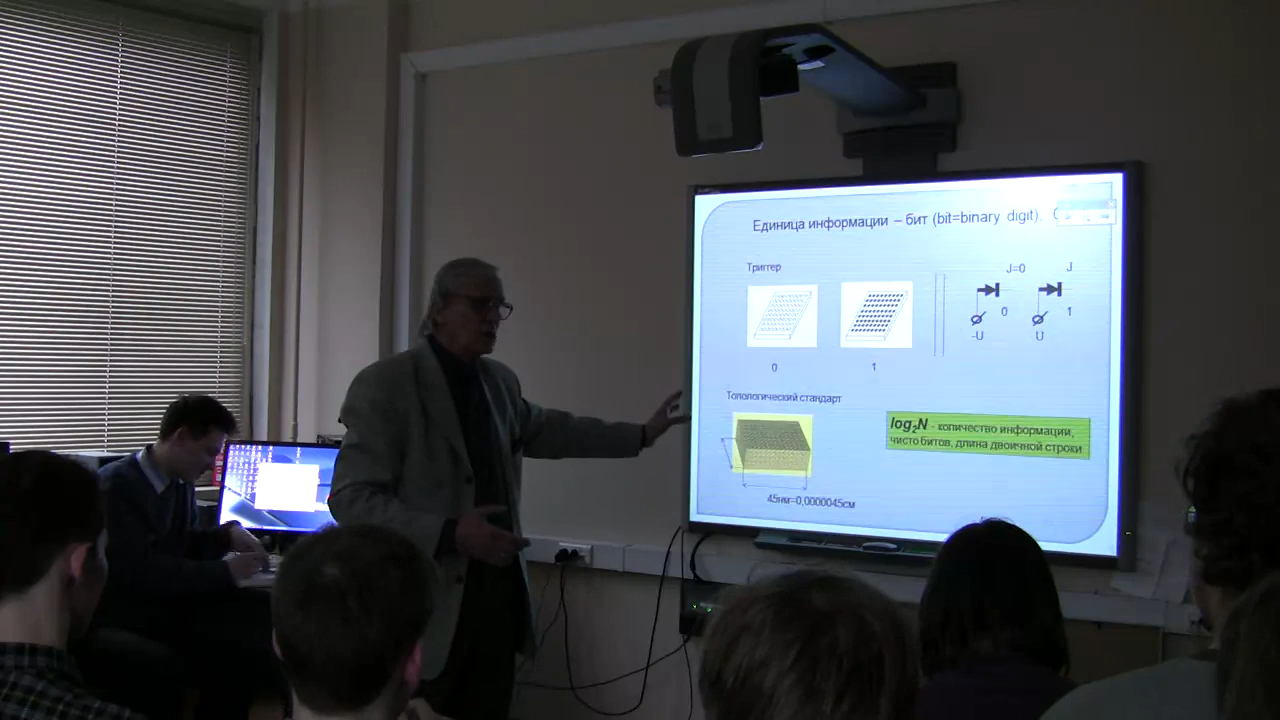 Единица информации – бит (bit=binary digit).
Триггер
J=0 J
0 1
-U U
0 1
Топологический стандарт
log₂N - количество информации,
чисто битов, длина двоичной строки
45нм=0,0000045см